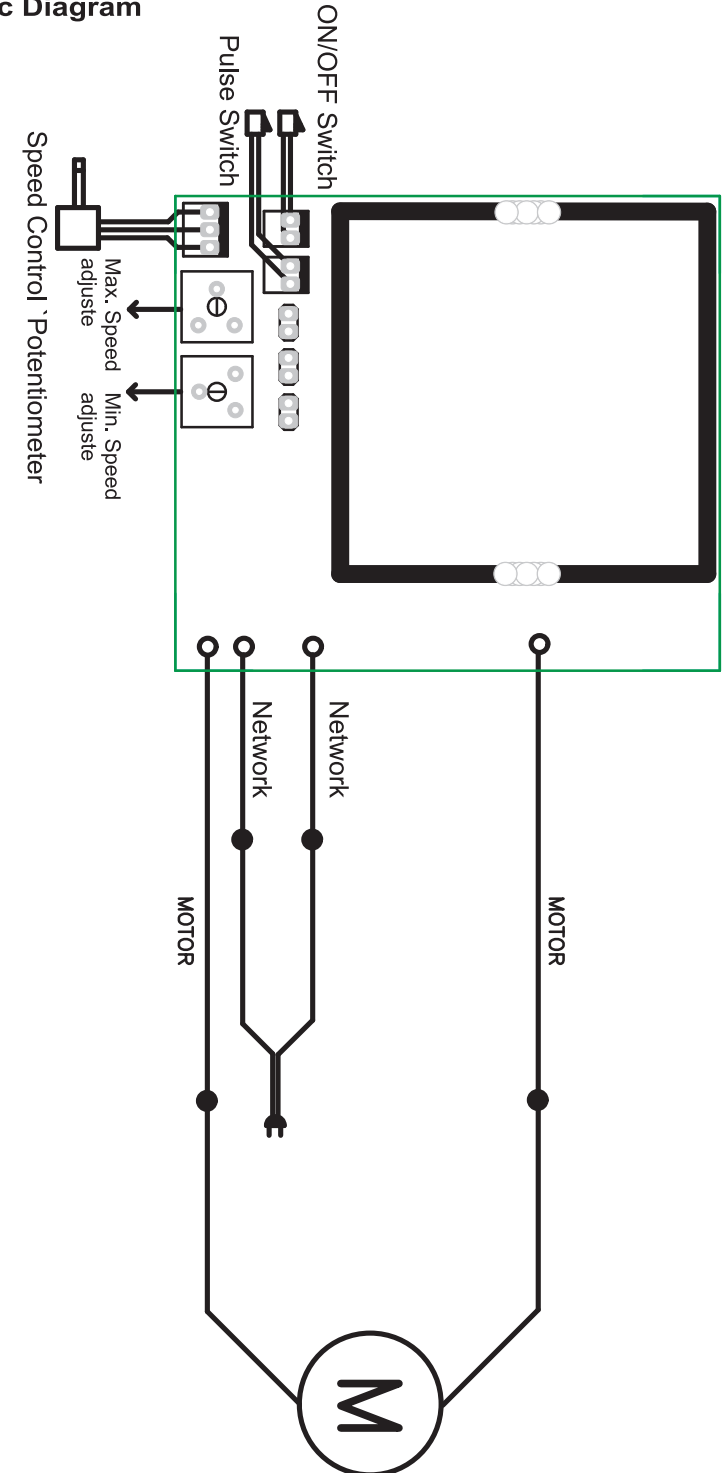 c Diagram
ON/OFF Switch
Pulse Switch
Speed Control `Potentiometer
Max. Speed
adjuste
Min. Speed
adjuste
Network
Network
MOTOR
MOTOR
M